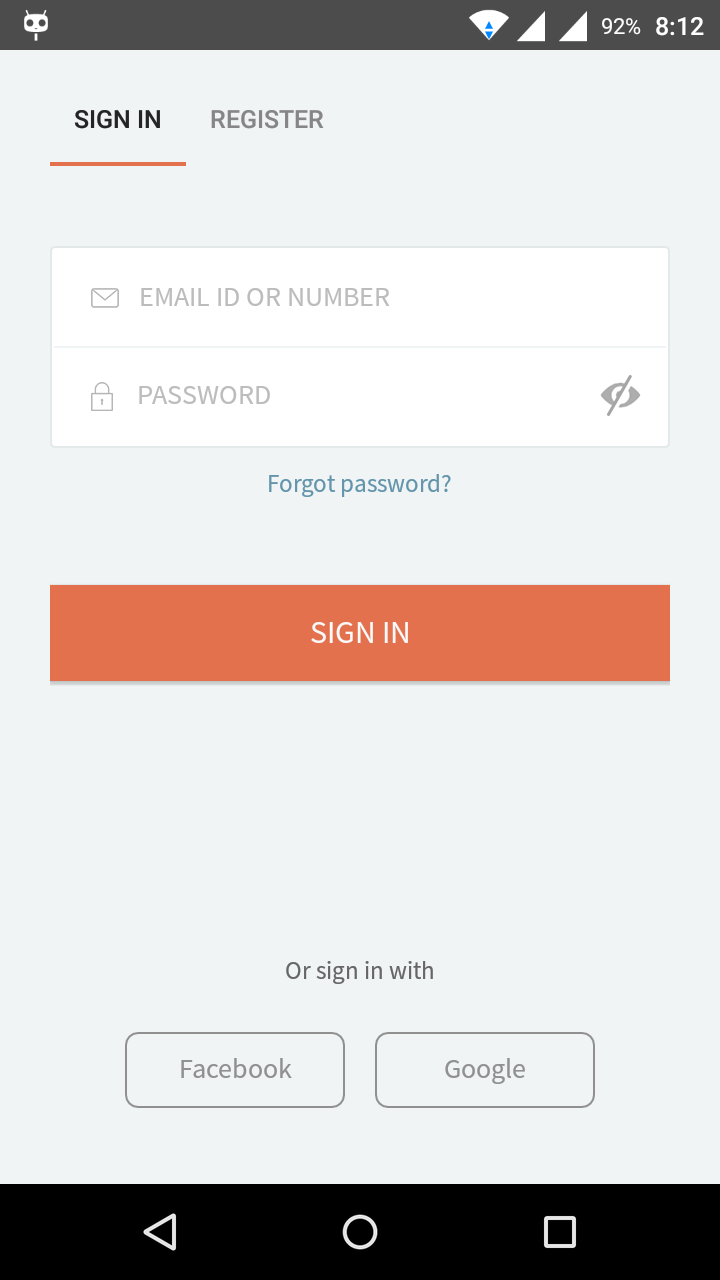 92% 8:12
SIGN IN REGISTER
EMAIL ID OR NUMBER
PASSWORD
Forgot password?
SIGN IN
Or sign in with
Facebook Google